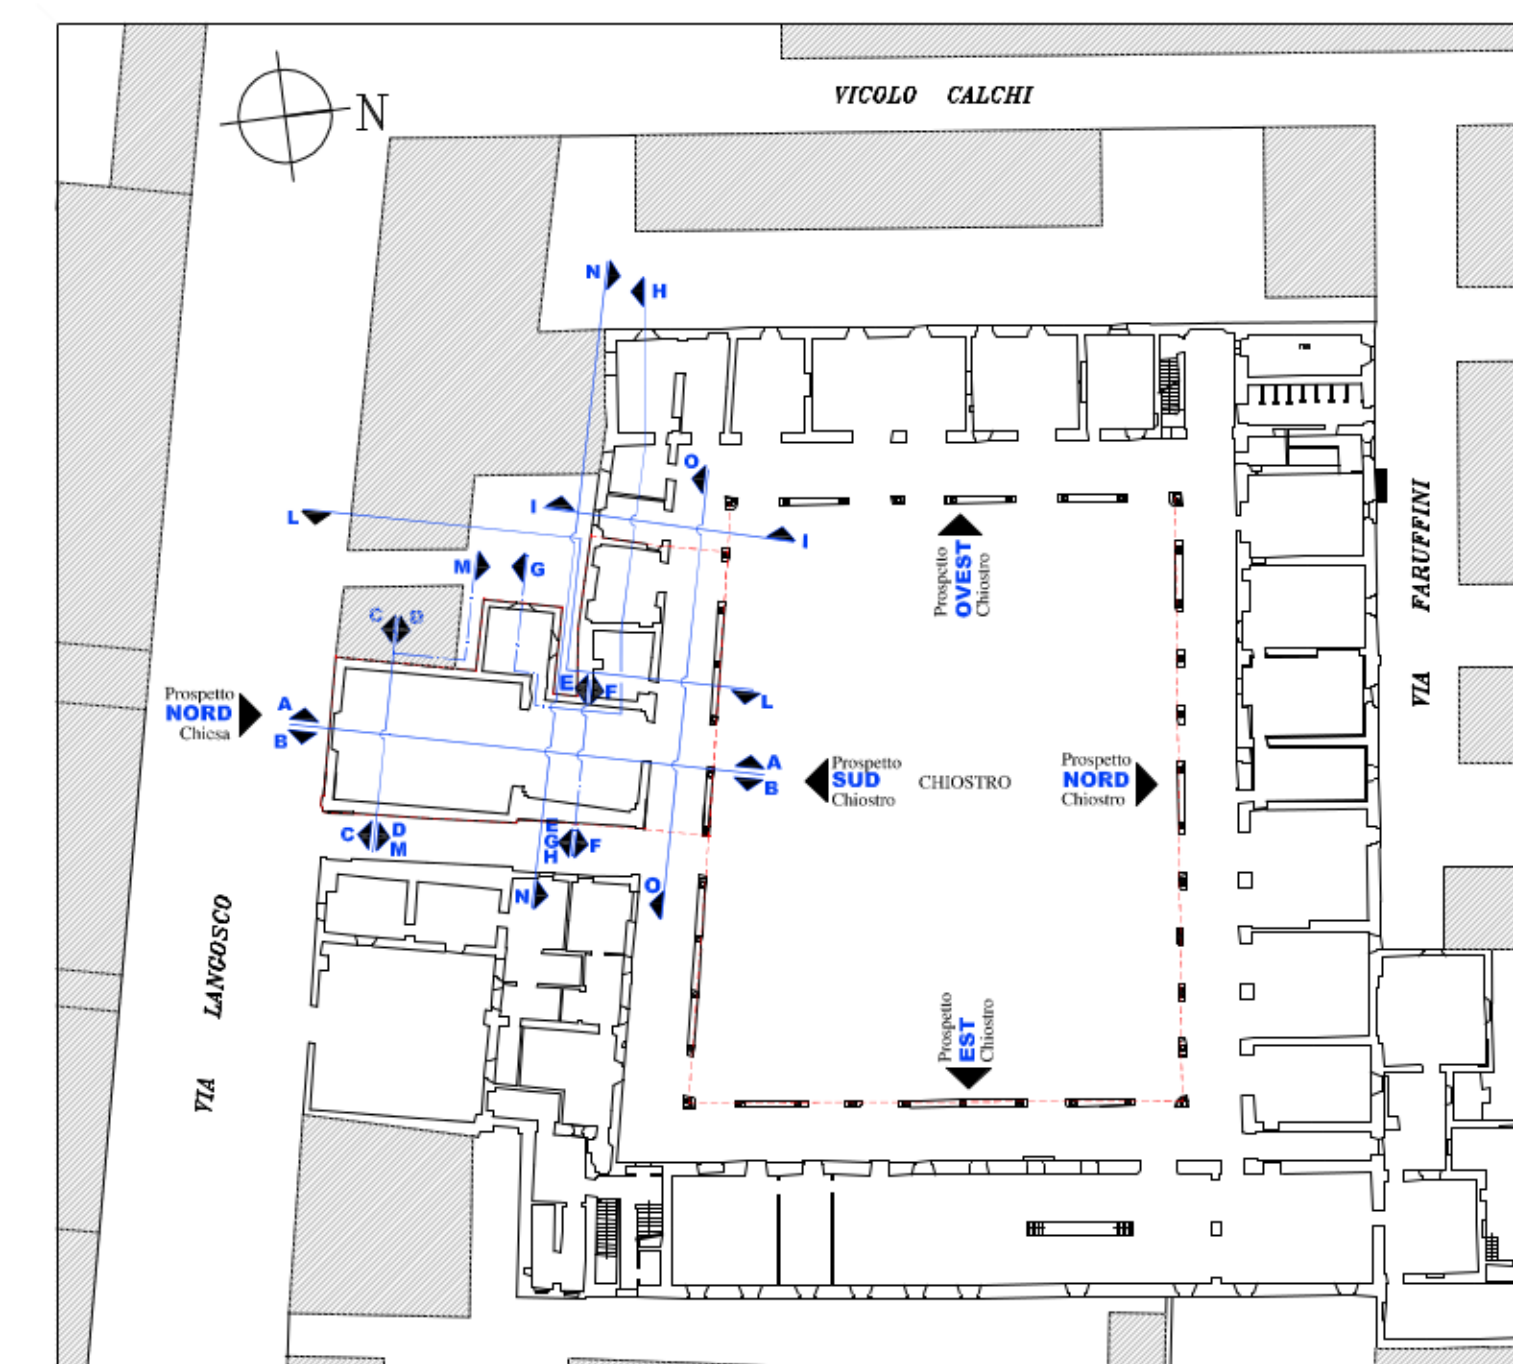 VICOLO CALCHI
N
N
H
O
I
I
L
M
G
C D
VIA FARUFFINI
Prospetto
OVEST
Chiostro
E F
L
Prospetto
NORD
Chiesa
A
B
A
B
Prospetto
SUD
Chiostro
CHIOSTRO
Prospetto
NORD
Chiostro
C
D
M
E
G
H
F
N
O
VIA LANGOSCO
Prospetto
EST
Chiostro